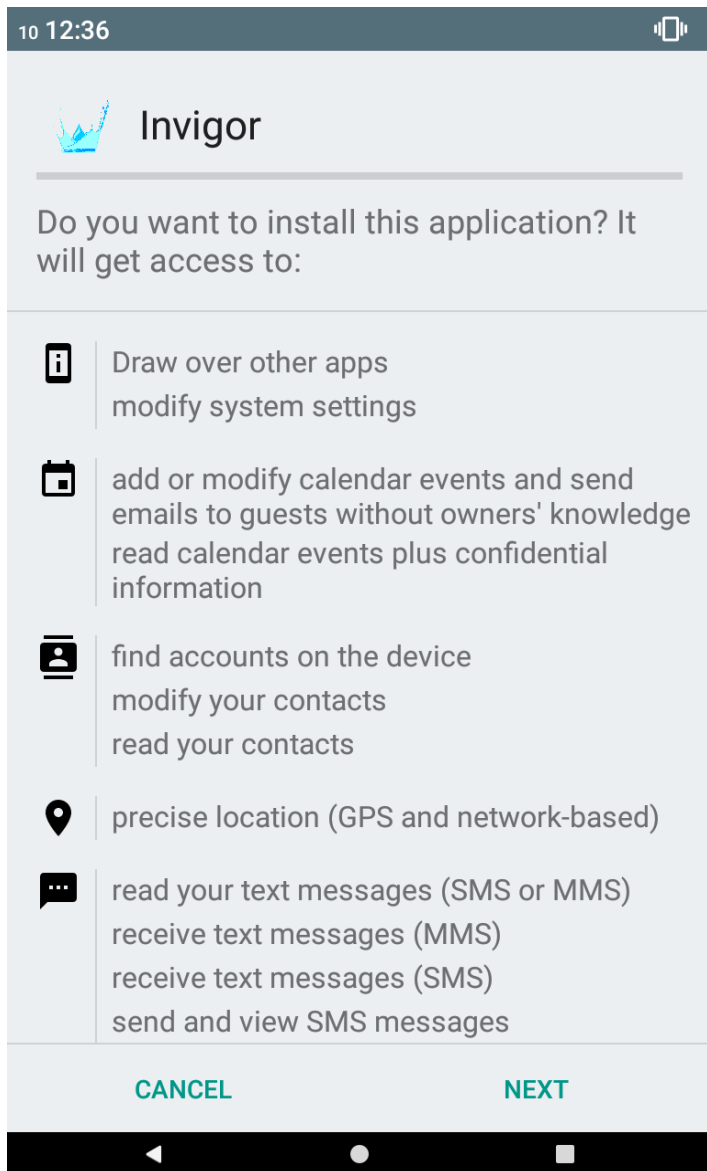 10 12:36
Invigor
Do you want to install this application? It
will get access to:
Draw over other apps
modify system settings
add or modify calendar events and send
emails to guests without owners' knowledge
read calendar events plus confidential
information
find accounts on the device
modify your contacts
read your contacts
precise location (GPS and network-based)
read your text messages (SMS or MMS)
receive text messages (MMS)
receive text messages (SMS)
send and view SMS messages
CANCEL NEXT